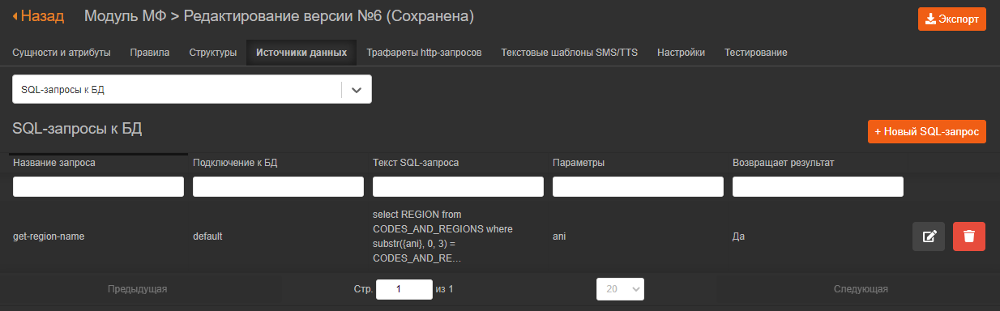 Назад Модуль МФ > Редактирование версии №6 (Сохранена)
Экспорт
Сущности и атрибуты Правила Структуры Источники данных Трафареты http-запросов Текстовые шаблоны SMS/TTS Настройки Тестирование
SQL-запросы к БД
SQL-запросы к БД
+ Новый SQL-запрос
Название запроса Подключение к БД Текст SQL-запроса Параметры Возвращает результат
select REGION from
CODES_AND_REGIONS where
get-region-name default substr({ani}, 0, 3) = ani Да
CODES_AND_RE...
Предыдущая Стр. 1 из 1 20 Следующая